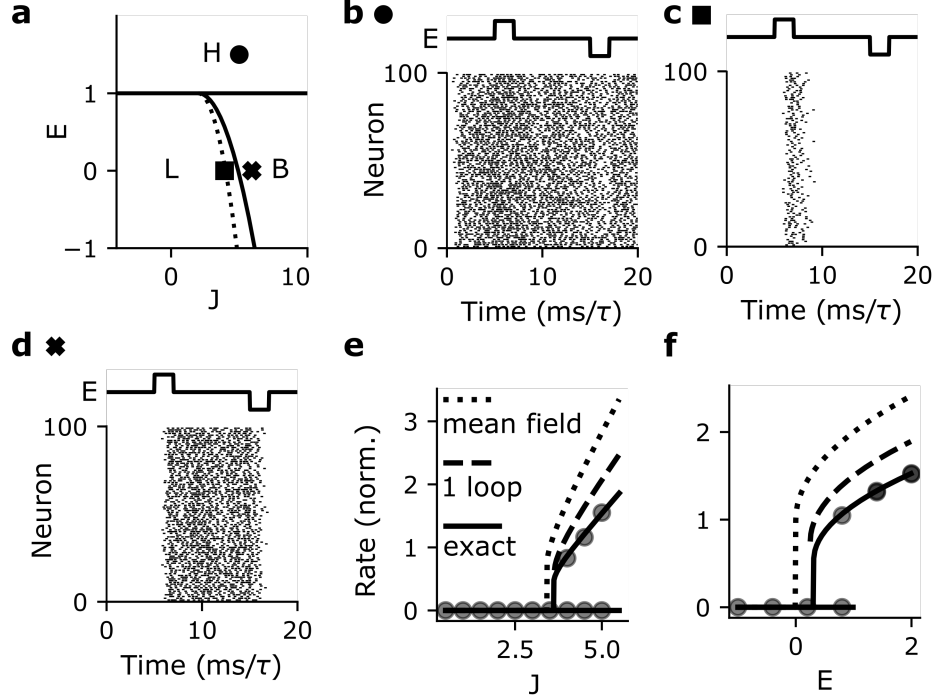 a
H
1
E
0
L
B
−1
0
10
J
b
E
100
Neuron
0
0
10
20
Time (ms/τ)
c
100
0
0
10
20
Time (ms/τ)
d
E
100
Neuron
0
0
10
20
Time (ms/τ)
e
3
mean field
2
1 loop
1
exact
0
Rate (norm.)
2.5
5.0
J
f
2
1
0
0
2
E